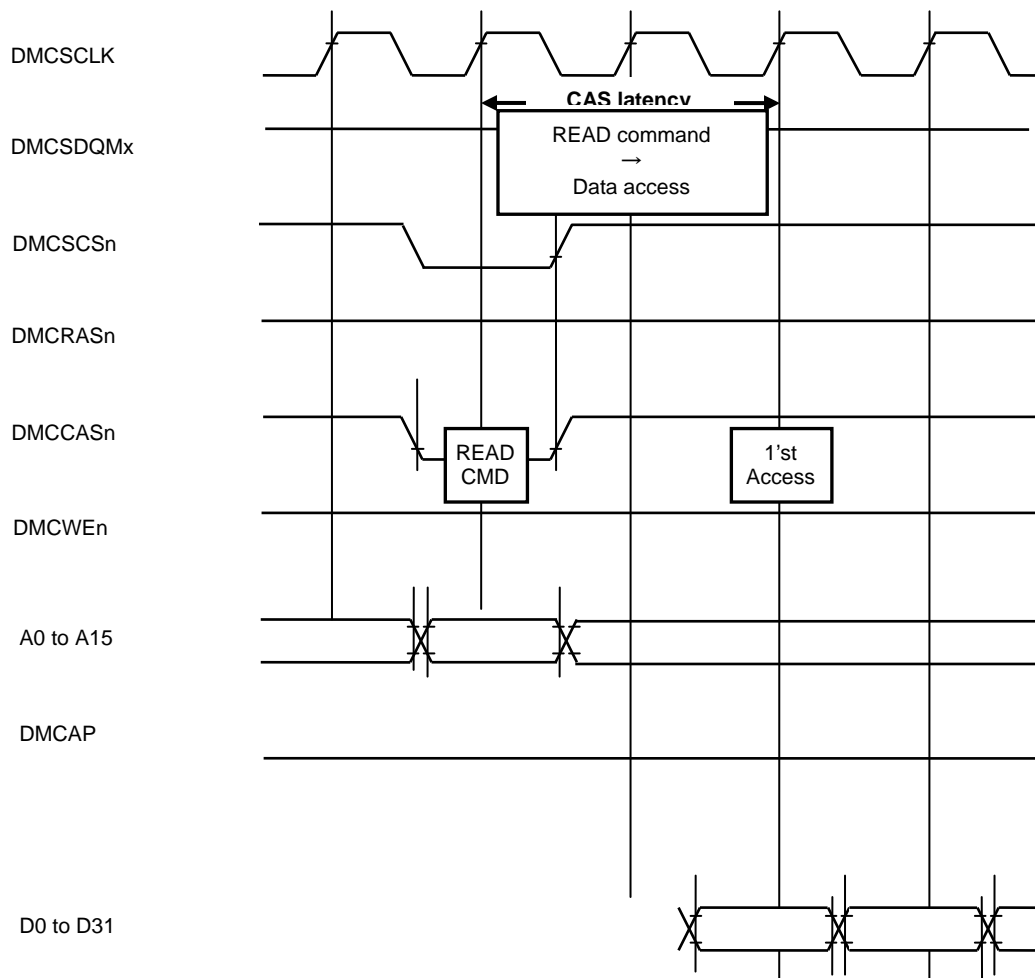 DMCSCLK
CAS latency
DMCSDQMx
READ command
→
Data access
DMCSCSn
DMCRASn
DMCCASn
READ
CMD
1'st
Access
DMCWEn
A0 to A15
DMCAP
D0 to D31